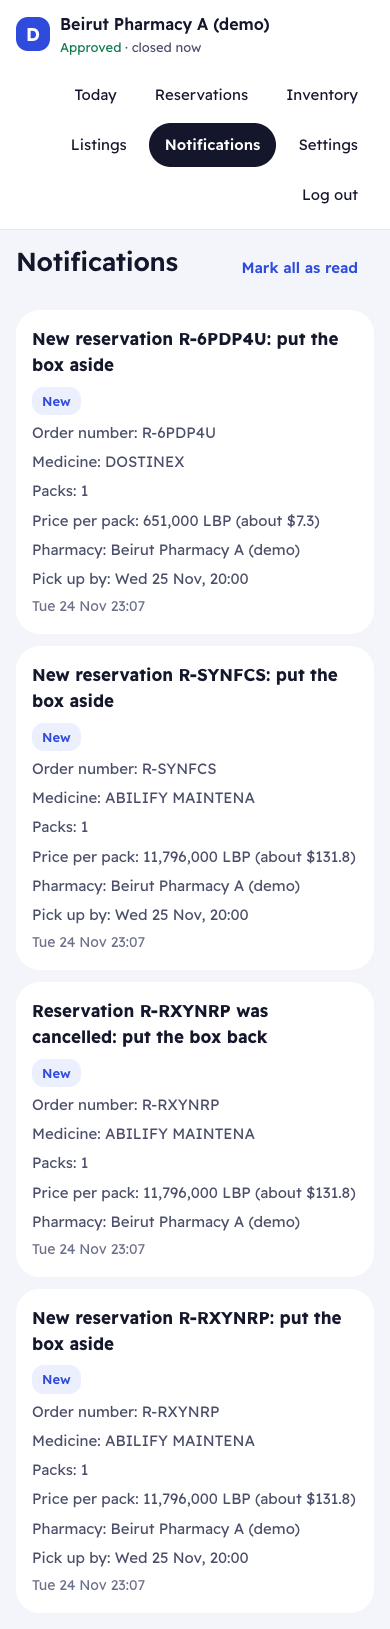 D
Beirut Pharmacy A (demo)
Approved · closed now
Today Reservations Inventory
Listings Notifications Settings
Log out
Notifications
Mark all as read
New reservation R-6PDP4U: put the
box aside
New
Order number: R-6PDP4U
Medicine: DOSTINEX
Packs: 1
Price per pack: 651,000 LBP (about $7.3)
Pharmacy: Beirut Pharmacy A (demo)
Pick up by: Wed 25 Nov, 20:00
Tue 24 Nov 23:07
New reservation R-SYNFCS: put the
box aside
New
Order number: R-SYNFCS
Medicine: ABILIFY MAINTENA
Packs: 1
Price per pack: 11,796,000 LBP (about $131.8)
Pharmacy: Beirut Pharmacy A (demo)
Pick up by: Wed 25 Nov, 20:00
Tue 24 Nov 23:07
Reservation R-RXYNRP was
cancelled: put the box back
New
Order number: R-RXYNRP
Medicine: ABILIFY MAINTENA
Packs: 1
Price per pack: 11,796,000 LBP (about $131.8)
Pharmacy: Beirut Pharmacy A (demo)
Tue 24 Nov 23:07
New reservation R-RXYNRP: put the
box aside
New
Order number: R-RXYNRP
Medicine: ABILIFY MAINTENA
Packs: 1
Price per pack: 11,796,000 LBP (about $131.8)
Pharmacy: Beirut Pharmacy A (demo)
Pick up by: Wed 25 Nov, 20:00
Tue 24 Nov 23:07